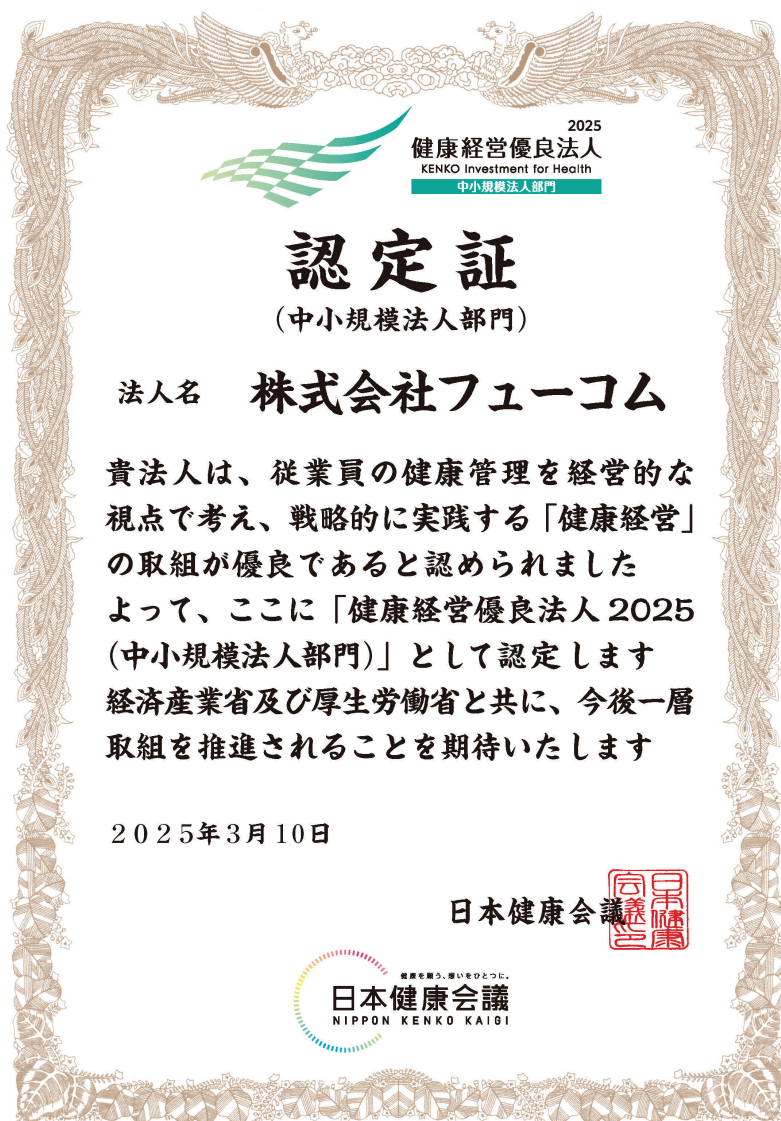 2025
健康経営優良法人
KENKO Investment for Health
中小規模法人部門
認定証
(中小規模法人部門)
法人名 株式会社フューコム
貴法人は、従業員の健康管理を経営的な
視点で考え、戦略的に実践する「健康経営」
の取組が優良であると認められました
よって、ここに「健康経営優良法人2025
(中小規模法人部門)」として認定します
経済産業省及び厚生労働省と共に、今後一層
取組を推進されることを期待いたします
2025年3月10日
日本健康会議
日本健康
会議之印
健康を願う、想いをひとつに。
日本健康会議
NIPPON KENKO KAIGI